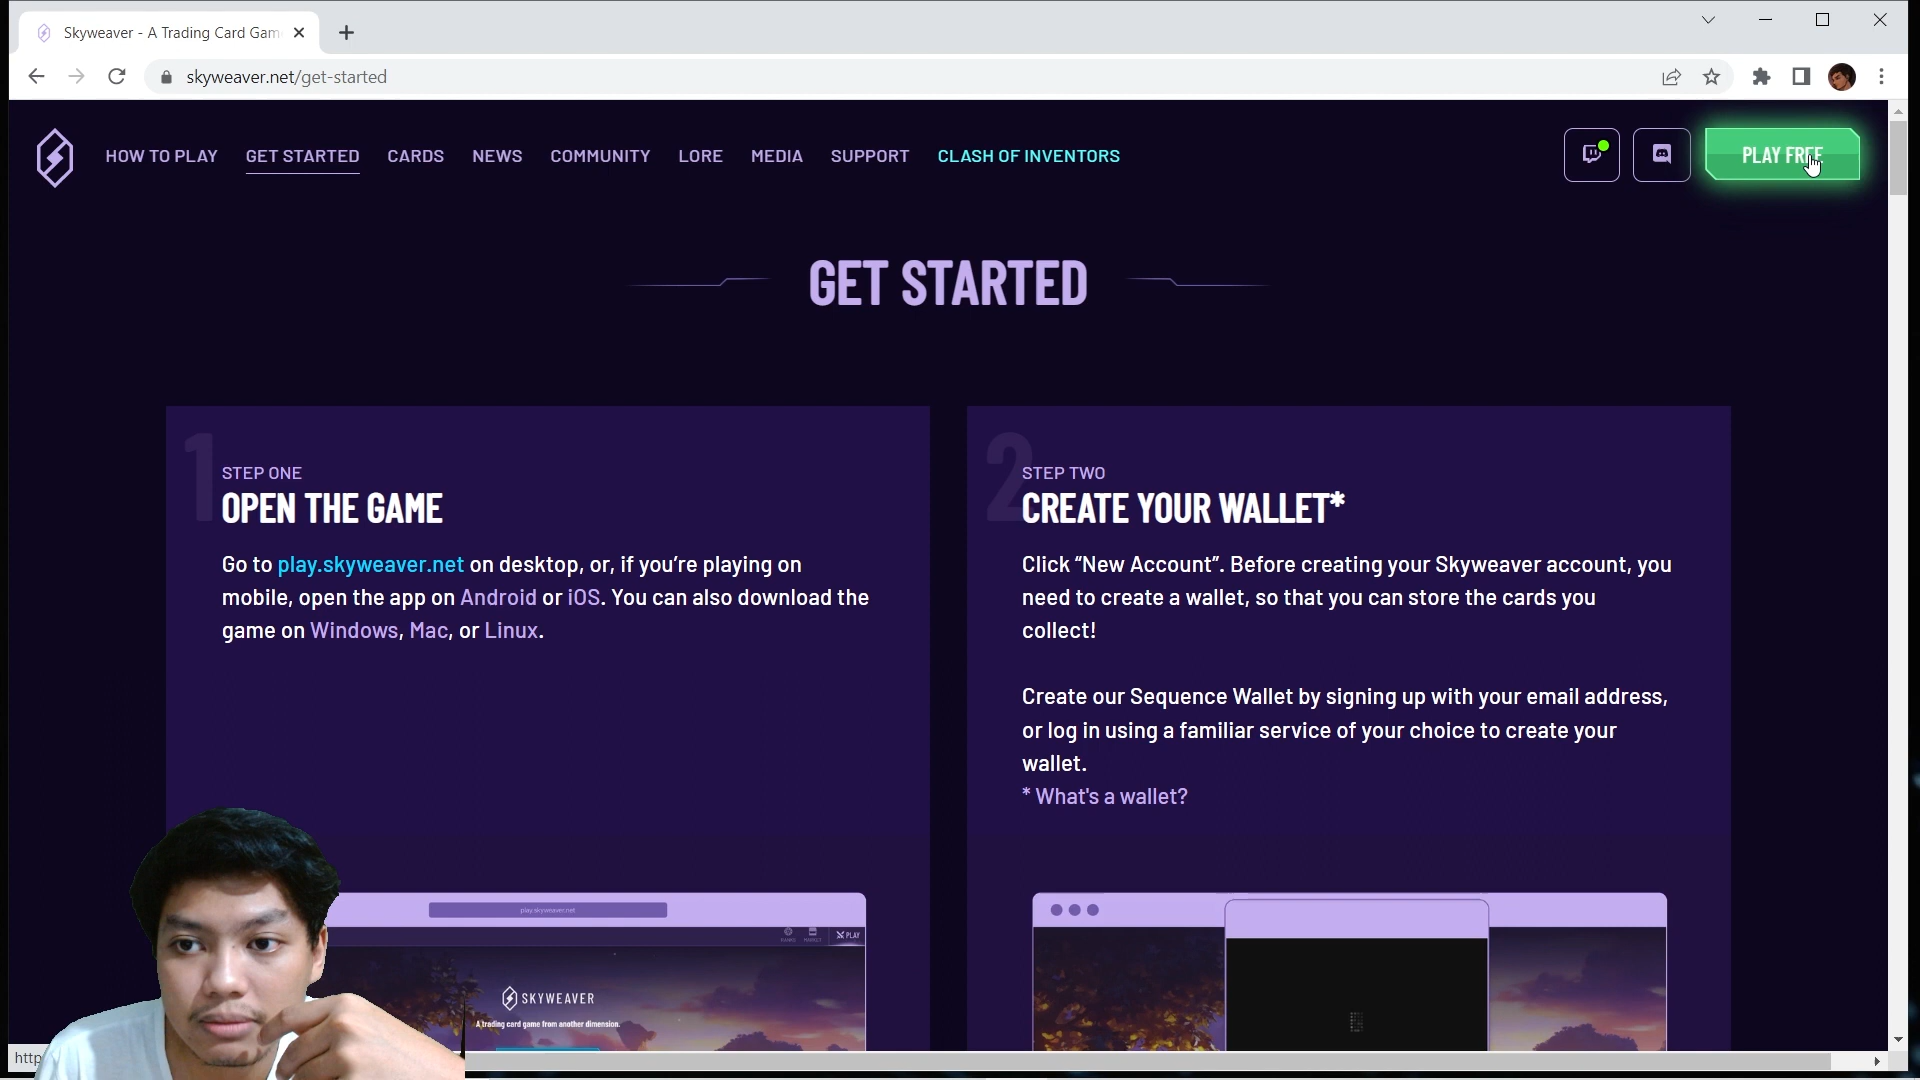 Skyweaver - A Trading Card Gam
skyweaver.net/get-started
HOW TO PLAY GET STARTED CARDS NEWS COMMUNITY LORE MEDIA SUPPORT CLASH OF INVENTORS PLAY FREE
GET STARTED
1
STEP ONE
OPEN THE GAME
Go to play.skyweaver.net on desktop, or, if you’re playing on
mobile, open the app on Android or iOS. You can also download the
game on Windows, Mac, or Linux.
2
STEP TWO
CREATE YOUR WALLET*
Click “New Account”. Before creating your Skyweaver account, you
need to create a wallet, so that you can store the cards you
collect!
Create our Sequence Wallet by signing up with your email address,
or log in using a familiar service of your choice to create your
wallet.
* What's a wallet?
play.skyweaver.net
MARKET PLAY
SKYWEAVER
A trading card game from another dimension.
http